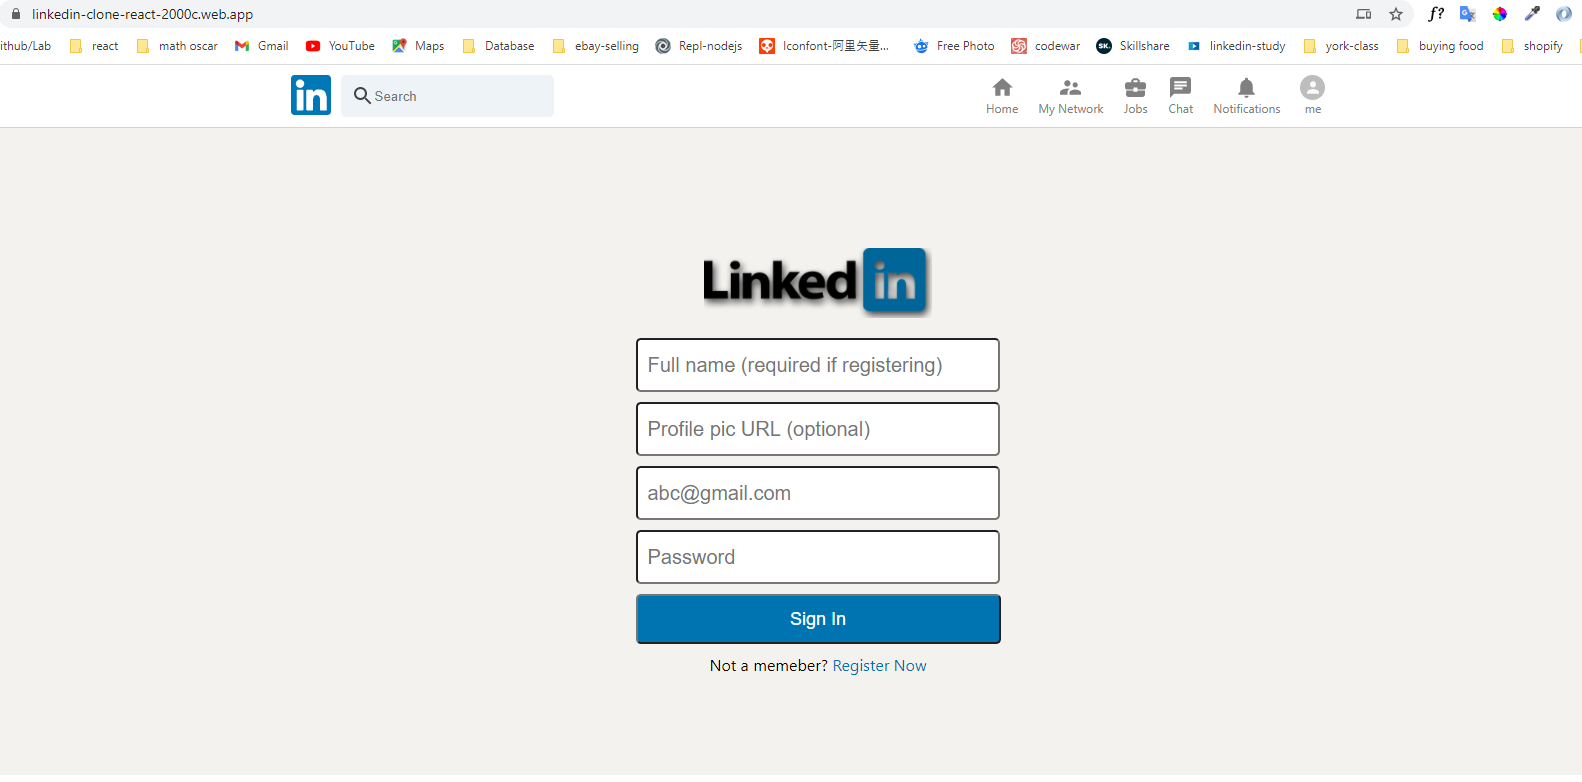 linkedin-clone-react-2000c.web.app
f?
ithub/Lab react math oscar Gmail YouTube Maps Database ebay-selling Repl-nodejs Iconfont-阿里矢量... Free Photo codewar SK. Skillshare linkedin-study york-class buying food shopify
in Search Home My Network Jobs Chat Notifications me
Linked in
Full name (required if registering)
Profile pic URL (optional)
abc@gmail.com
Password
Sign In
Not a memeber? Register Now